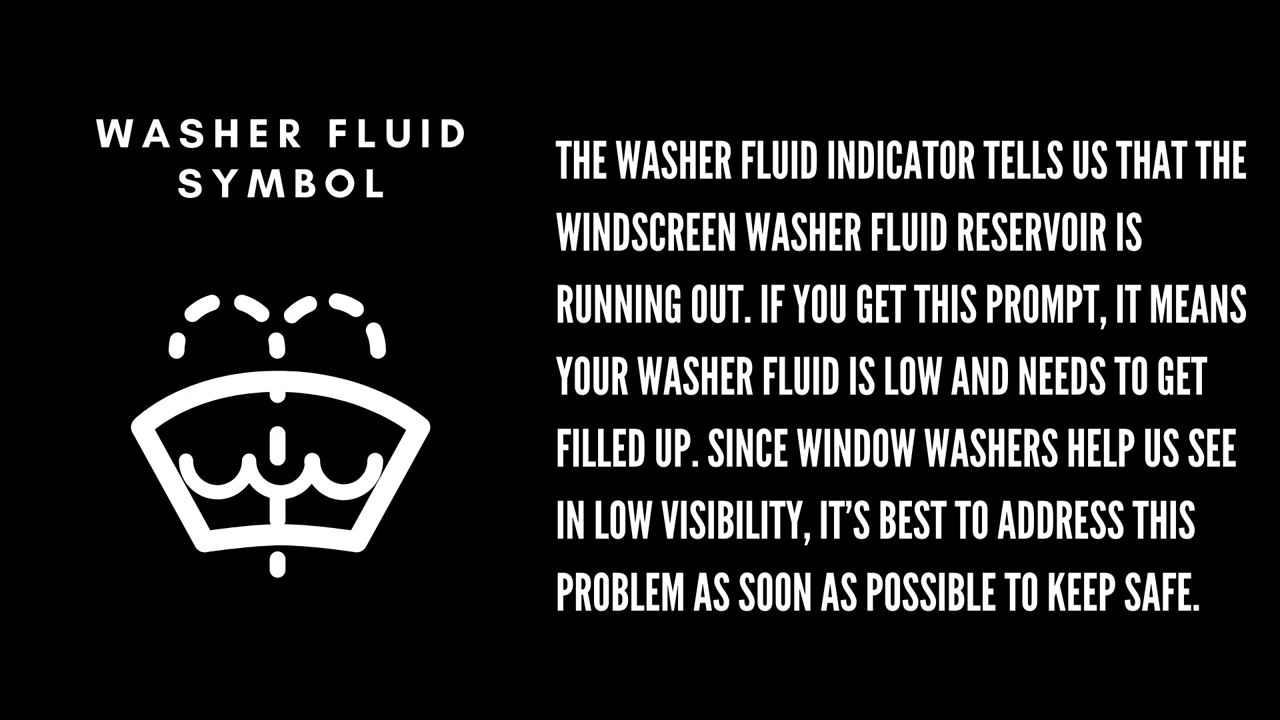 WASHER FLUID
SYMBOL
THE WASHER FLUID INDICATOR TELLS US THAT THE
WINDSCREEN WASHER FLUID RESERVOIR IS
RUNNING OUT. IF YOU GET THIS PROMPT, IT MEANS
YOUR WASHER FLUID IS LOW AND NEEDS TO GET
FILLED UP. SINCE WINDOW WASHERS HELP US SEE
IN LOW VISIBILITY, IT’S BEST TO ADDRESS THIS
PROBLEM AS SOON AS POSSIBLE TO KEEP SAFE.